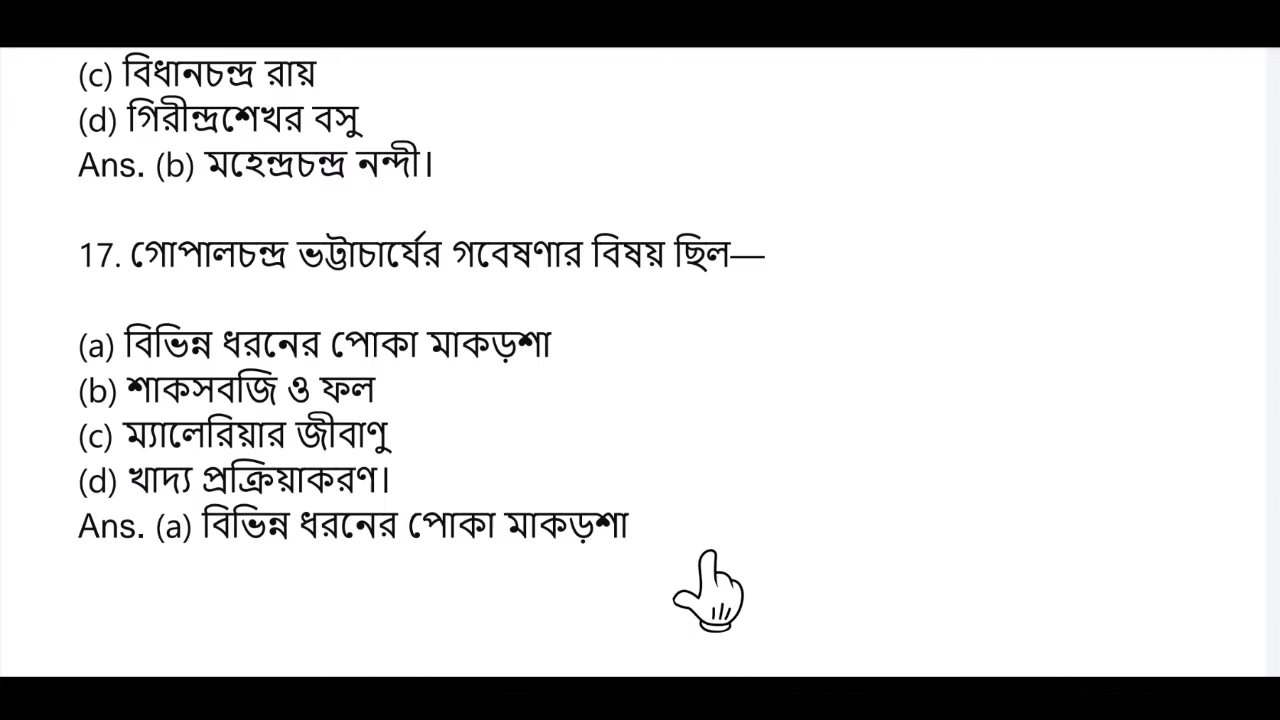 (c) বিধানচন্দ্র রায়
(d) গিরীন্দ্রশেখর বসু
Ans. (b) মহেন্দ্রচন্দ্র নন্দী।
17. গোপালচন্দ্র ভট্টাচার্যের গবেষণার বিষয় ছিল—
(a) বিভিন্ন ধরনের পোকা মাকড়শা
(b) শাকসবজি ও ফল
(c) ম্যালেরিয়ার জীবাণু
(d) খাদ্য প্রক্রিয়াকরণ।
Ans. (a) বিভিন্ন ধরনের পোকা মাকড়শা